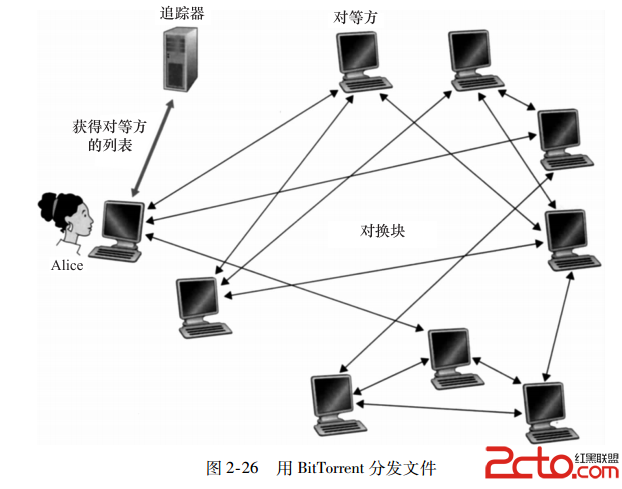 追踪器
对等方
获得对等方
的列表
对换块
Alice
图 2-26 用 BitTorrent 分发文件
2cto
红黑联盟
.com